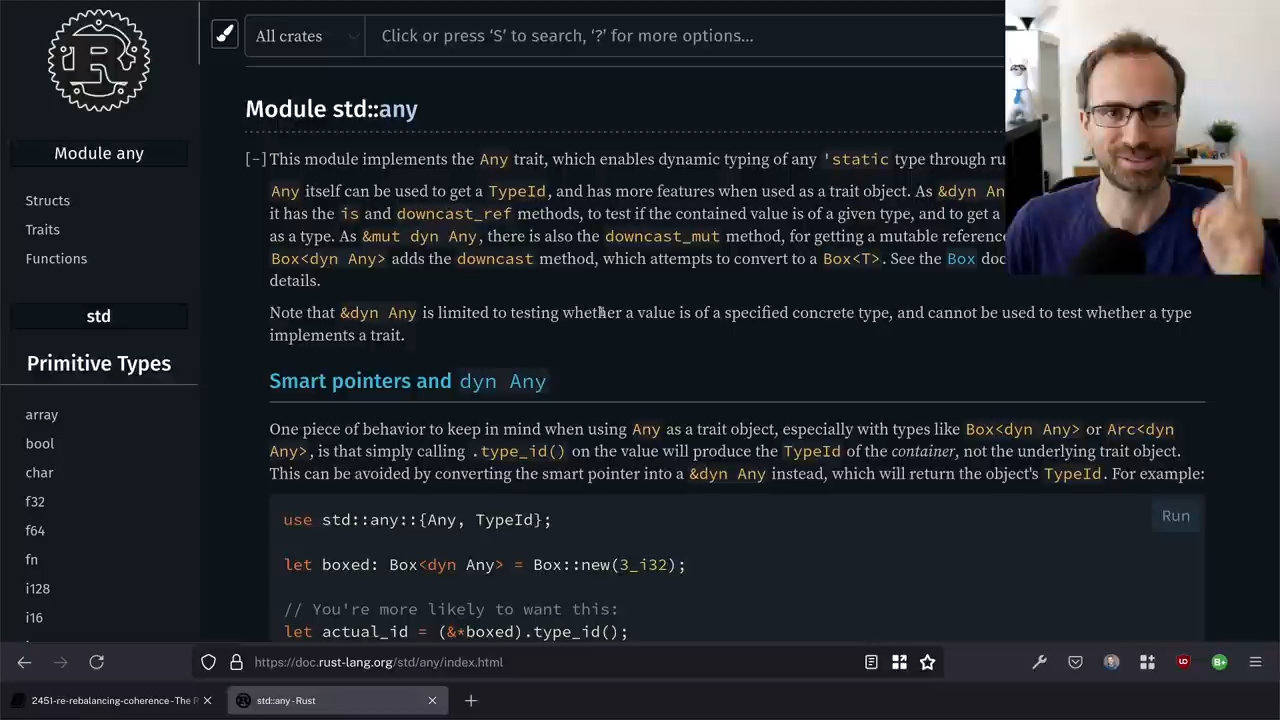 All crates
Click or press ‘S’ to search, ‘?’ for more options…
Module any
Structs
Traits
Functions
std
Primitive Types
array
bool
char
f32
f64
fn
i128
i16
Module std::any
[-]This module implements the Any trait, which enables dynamic typing of any 'static type through
Any itself can be used to get a TypeId, and has more features when used as a trait object. As &dyn
it has the is and downcast_ref methods, to test if the contained value is of a given type, and to get a
as a type. As &mut dyn Any, there is also the downcast_mut method, for getting a mutable
Box<dyn Any> adds the downcast method, which attempts to convert to a Box<T>. See the Box
details.
Note that &dyn Any is limited to testing whether a value is of a specified concrete type, and cannot be used to test whether a type
implements a trait.
Smart pointers and dyn Any
One piece of behavior to keep in mind when using Any as a trait object, especially with types like Box<dyn Any> or Arc<dyn
Any>, is that simply calling .type_id() on the value will produce the TypeId of the container, not the underlying trait object.
This can be avoided by converting the smart pointer into a &dyn Any instead, which will return the object's TypeId. For example:
Run
use std::any::{Any, TypeId};
let boxed: Box<dyn Any> = Box::new(3_i32);
// You're more likely to want this:
let actual_id = (&*boxed).type_id();
https://doc.rust-lang.org/std/any/index.html
2451-re-rebalancing-coherence - The R
std::any - Rust